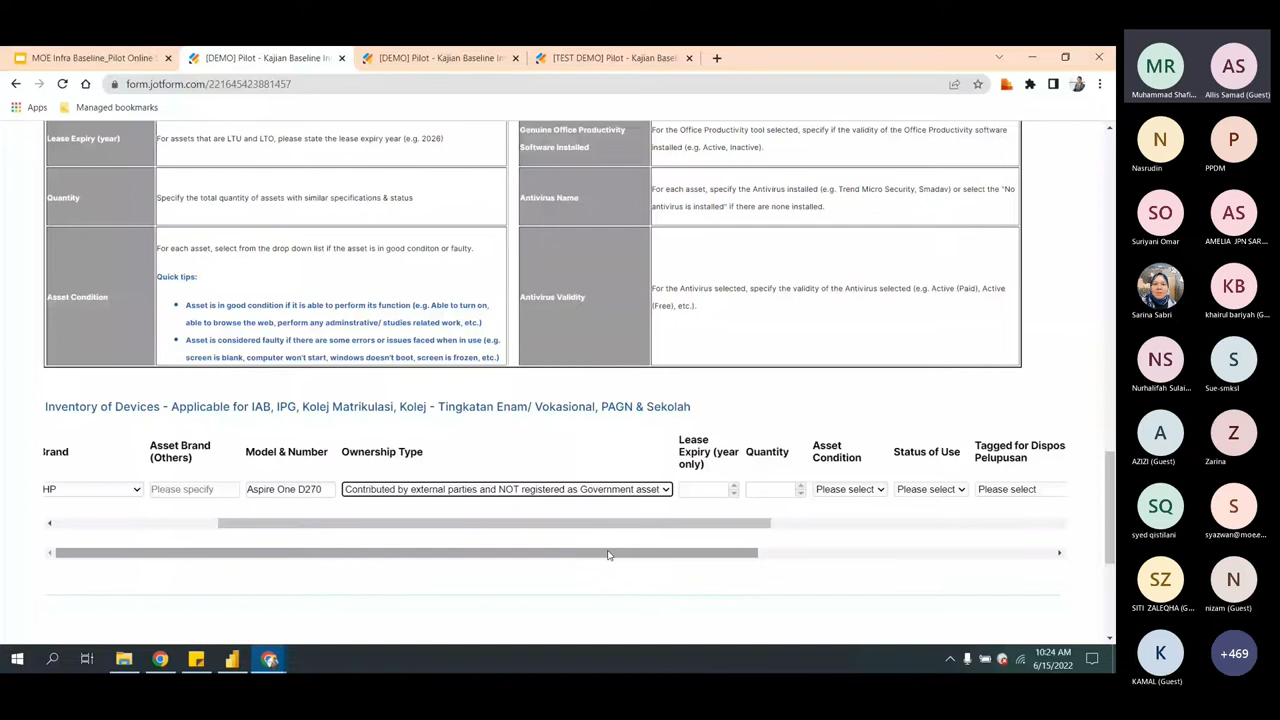 MOE Infra Baseline_Pilot Online
[DEMO] Pilot - Kajian Baseline In
[DEMO] Pilot - Kajian Baseline Im
[TEST DEMO] Pilot - Kajian Basel
form.jotform.com/221645423881457
Apps
Managed bookmarks
Lease Expiry (year)
For assets that are LTU and LTO, please state the lease expiry year (e.g. 2026)
Genuine Office Productivity
Software Installed
For the Office Productivity tool selected, specify if the validity of the Office Productivity software
installed (e.g. Active, Inactive).
Quantity
Specify the total quantity of assets with similar specifications & status
Antivirus Name
For each asset, specify the Antivirus installed (e.g. Trend Micro Security, Smadav) or select the "No
antivirus is installed" if there are none installed.
Asset Condition
For each asset, select from the drop down list if the asset is in good conditon or faulty.
Quick tips:
Asset is in good condition if it is able to perform its function (e.g. Able to turn on,
able to browse the web, perform any adminstrative/ studies related work, etc.)
Asset is considered faulty if there are some errors or issues faced when in use (e.g.
screen is blank, computer won't start, windows doesn't boot, screen is frozen, etc.)
Antivirus Validity
For the Antivirus selected, specify the validity of the Antivirus selected (e.g. Active (Paid), Active
(Free), etc.).
Inventory of Devices - Applicable for IAB, IPG, Kolej Matrikulasi, Kolej - Tingkatan Enam/ Vokasional, PAGN & Sekolah
Brand
Asset Brand
(Others)
Model & Number
Ownership Type
Lease
Expiry (year
only)
Quantity
Asset
Condition
Status of Use
Tagged for Dispos
Pelupusan
HP
Please specify
Aspire One D270
Contributed by external parties and NOT registered as Government asset
Please select
Please select
Please select
10:24 AM
6/15/2022
MR
Muhammad Shafi...
AS
Allis Samad (Guest)
N
Nasrudin
P
PPDM
SO
Suriyani Omar
AS
AMELIA JPN SAR...
Sarina Sabri
KB
khairul bariyah (G...
NS
Nurhalifah Sulai...
S
Sue-smksl
A
AZIZI (Guest)
Z
Zarina
SQ
syed qistilani
S
syazwan@moe.e...
SZ
SITI ZALEQHA (G...
N
nizam (Guest)
K
KAMAL (Guest)
+469